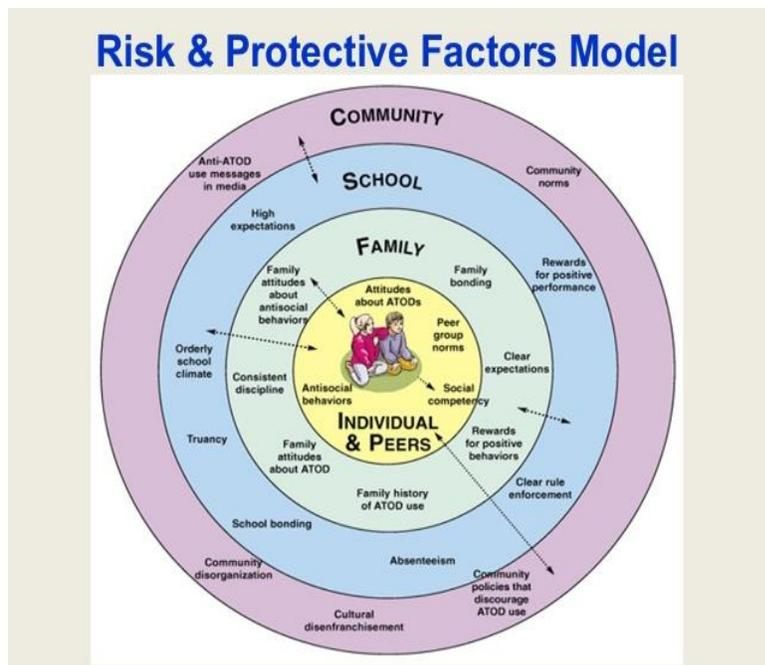 Risk & Protective Factors Model
COMMUNITY
Anti-ATOD
use messages
in media
Community
norms
SCHOOL
High
expectations
Rewards
for positive
performance
Orderly
school
climate
Truancy
Clear rule
enforcement
School bonding
Absenteeism
FAMILY
Family
attitudes
about
antisocial
behaviors
Family
bonding
Clear
expectations
Consistent
discipline
Rewards
for positive
behaviors
Family
attitudes
about ATOD
Family history
of ATOD use
Attitudes
about ATODs
Peer
group
norms
Antisocial
behaviors
Social
competency
INDIVIDUAL
& PEERS
Community
disorganization
Community
policies that
discourage
ATOD use
Cultural
disenfranchisement